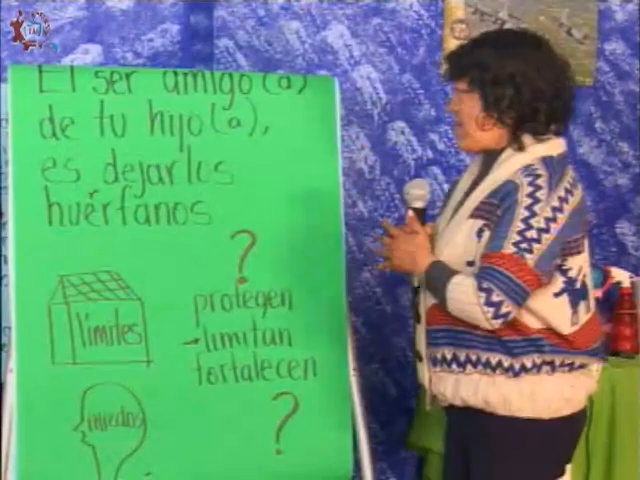 El ser amigo(a)
de tu hijo(a),
es dejarlos
huérfanos
?
límites
protegen
-limitan
fortalecen
miedos
?